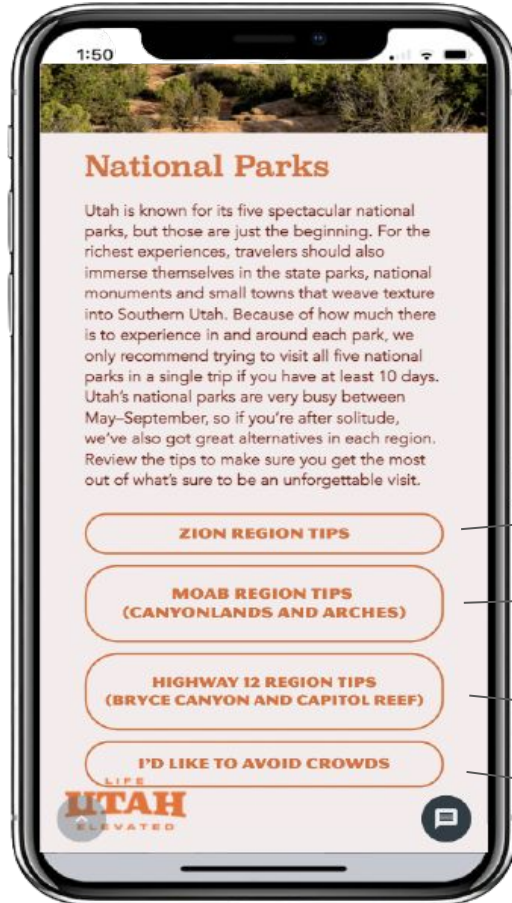 1:50
National Parks
Utah is known for its five spectacular national
parks, but those are just the beginning. For the
richest experiences, travelers should also
immerse themselves in the state parks, national
monuments and small towns that weave texture
into Southern Utah. Because of how much there
is to experience in and around each park, we
only recommend trying to visit all five national
parks in a single trip if you have at least 10 days.
Utah's national parks are very busy between
May–September, so if you're after solitude,
we've also got great alternatives in each region.
Review the tips to make sure you get the most
out of what's sure to be an unforgettable visit.
ZION REGION TIPS
MOAB REGION TIPS
(CANYONLANDS AND ARCHES)
HIGHWAY 12 REGION TIPS
(BRYCE CANYON AND CAPITOL REEF)
I'D LIKE TO AVOID CROWDS
LIFE
UTAH
ELEVATED